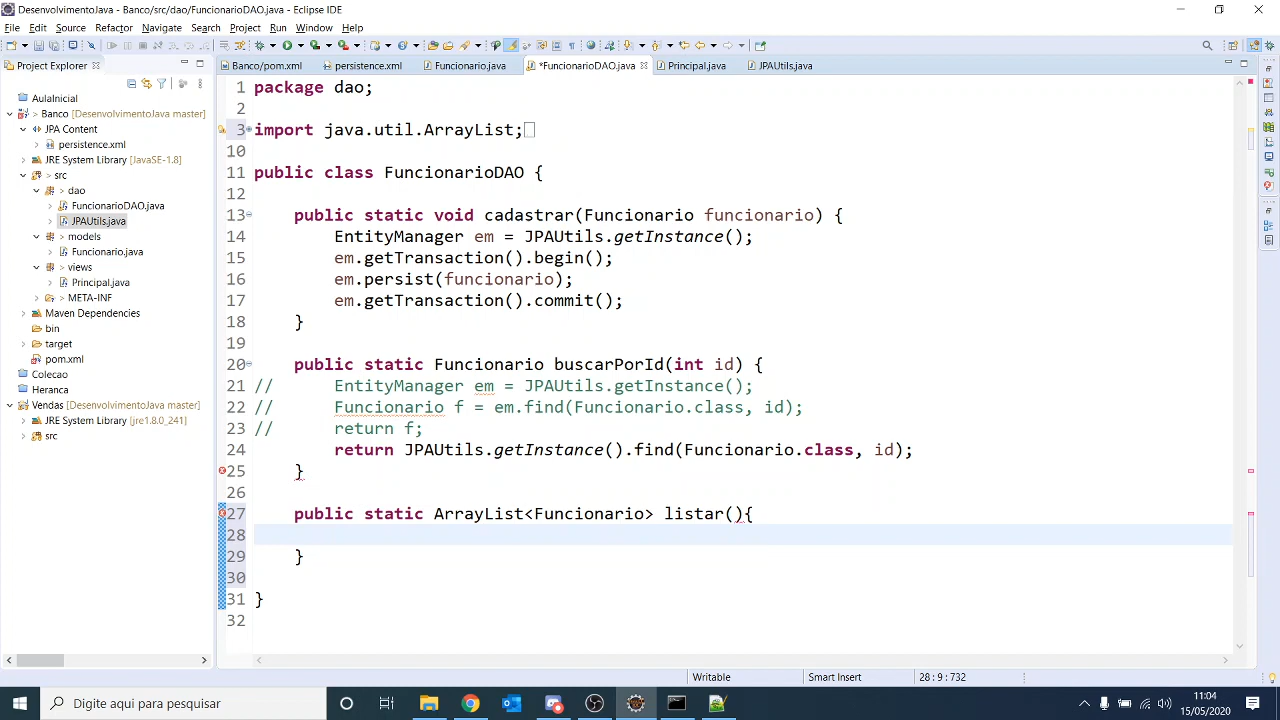 DesenvolvimentoJava - Banco/src/dao/FuncionarioDAO.java - Eclipse IDE
File Edit Source Refactor Navigate Search Project Run Window Help
Project Explorer
Banco/pom.xml persistence.xml Funcionario.java *FuncionarioDAO.java Principal.java JPAUtils.java
AulaInicial
> Banco [DesenvolvimentoJava master]
JPA Content
persistence.xml
JRE System Library [JavaSE-1.8]
> src
> dao
FuncionarioDAO.java
JPAUtils.java
> models
Funcionario.java
> views
Principal.java
> META-INF
Maven Dependencies
bin
target
pom.xml
Colecao
Heranca
Vendas [DesenvolvimentoJava master]
JRE System Library [jre1.8.0_241]
src
1 package dao;
2
3 import java.util.ArrayList;
10
11 public class FuncionarioDAO {
12
13 public static void cadastrar(Funcionario funcionario) {
14 EntityManager em = JPAUtils.getInstance();
15 em.getTransaction().begin();
16 em.persist(funcionario);
17 em.getTransaction().commit();
18 }
19
20 public static Funcionario buscarPorId(int id) {
21 // EntityManager em = JPAUtils.getInstance();
22 // Funcionario f = em.find(Funcionario.class, id);
23 // return f;
24 return JPAUtils.getInstance().find(Funcionario.class, id);
25 }
26
27 public static ArrayList<Funcionario> listar(){
28
29 }
30
31 }
32
Writable Smart Insert 28 : 9 : 732
Digite aqui para pesquisar
11:04
15/05/2020